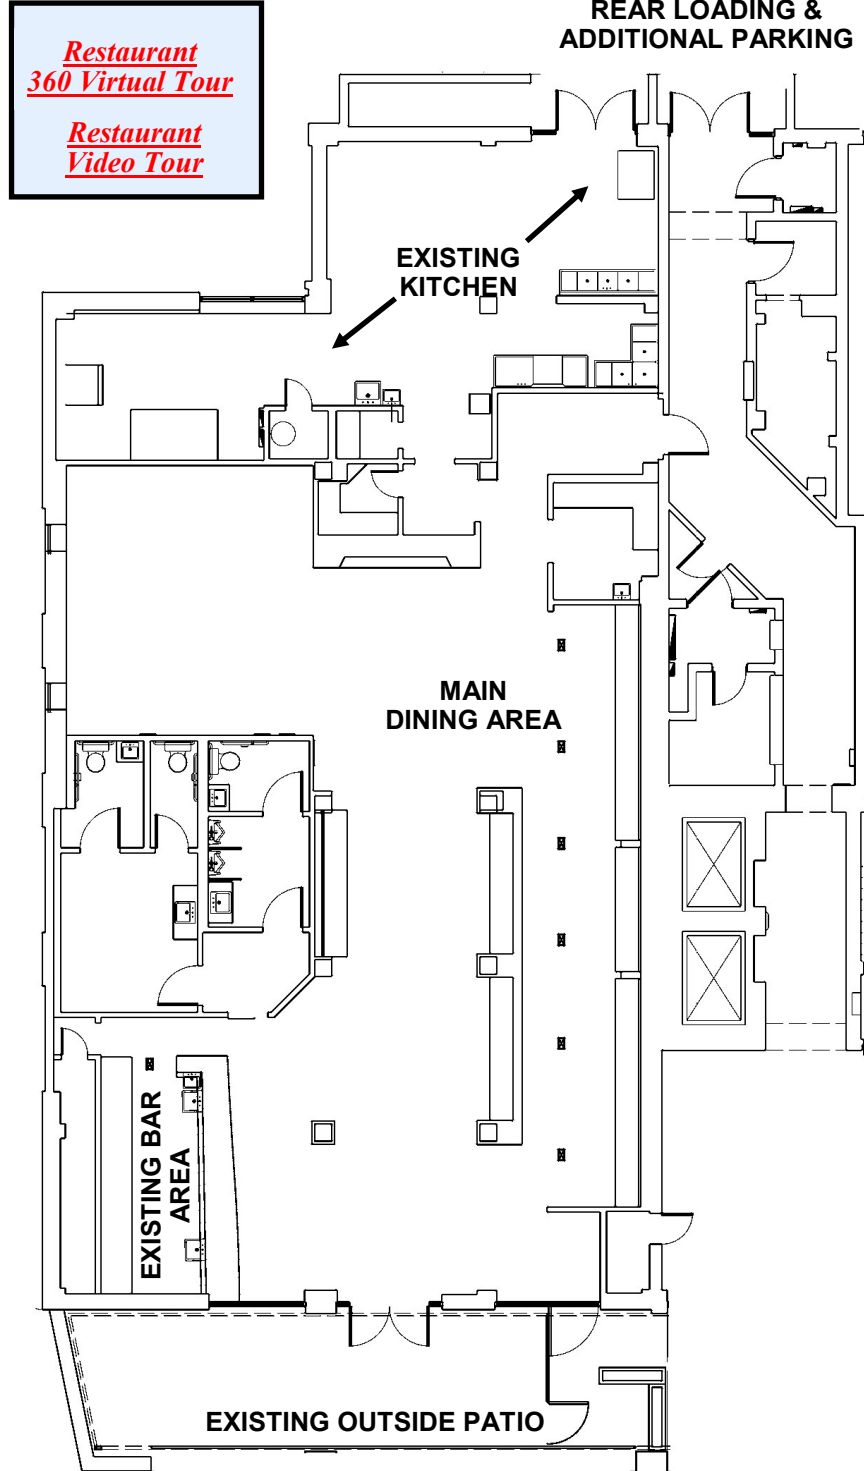 REAR LOADING &
ADDITIONAL PARKING
Restaurant
360 Virtual Tour
Restaurant
Video Tour
EXISTING
KITCHEN
MAIN
DINING AREA
EXISTING BAR
AREA
EXISTING OUTSIDE PATIO